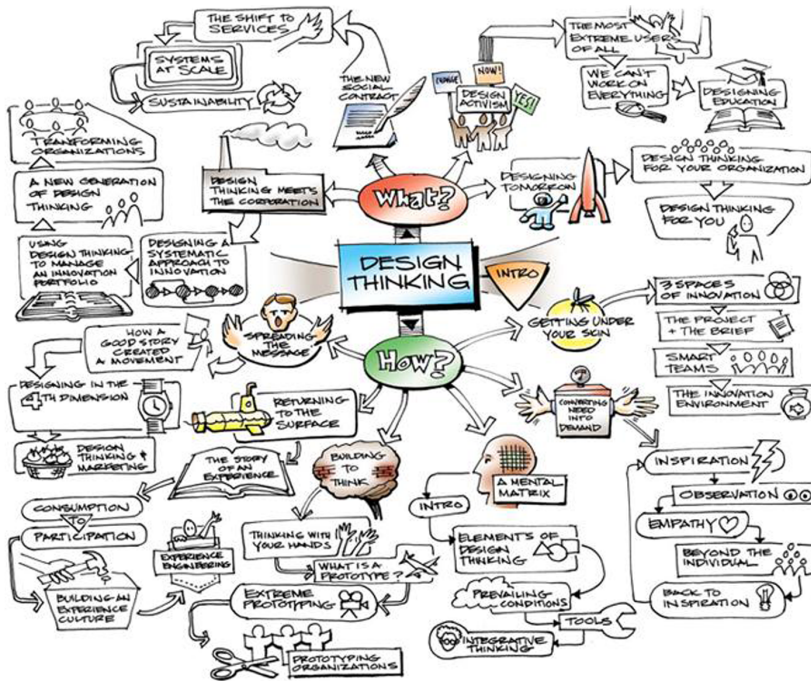 THE SHIFT TO
SERVICES
SYSTEMS
AT SCALE
SUSTAINABILITY
THE NEW
SOCIAL
CONTRACT
CHANGE
NOW!
YES!
DESIGN
ACTIVISM
THE MOST
EXTREME USERS
OF ALL
WE CAN'T
WORK ON
EVERYTHING
DESIGNING
EDUCATION
TRANSFORMING
ORGANIZATIONS
A NEW GENERATION
OF DESIGN
THINKING
USING
DESIGN THINKING
TO MANAGE
AN INNOVATION
PORTFOLIO
DESIGNING A
SYSTEMATIC
APPROACH TO
INNOVATION
DESIGN
THINKING MEETS
THE CORPORATION
What?
DESIGNING
TOMORROW
DESIGN THINKING
FOR YOUR ORGANIZATION
DESIGN THINKING
FOR YOU
DESIGN
THINKING
INTRO
How?
SPREADING
THE
MESSAGE
HOW A
GOOD STORY
CREATED
A MOVEMENT
DESIGNING IN THE
4TH DIMENSION
DESIGN
THINKING +
MARKETING
GETTING UNDER
YOUR SKIN
3 SPACES
OF INNOVATION
THE PROJECT
+ THE BRIEF
SMART
TEAMS
THE INNOVATION
ENVIRONMENT
RETURNING
TO THE
SURFACE
THE STORY
OF AN
EXPERIENCE
CONSUMPTION
TO
PARTICIPATION
BUILDING AN
EXPERIENCE
CULTURE
EXPERIENCE
ENGINEERING
BUILDING
TO
THINK
THINKING WITH
YOUR HANDS
WHAT IS A
PROTOTYPE?
EXTREME
PROTOTYPING
PROTOTYPING
ORGANIZATIONS
A MENTAL
MATRIX
INTRO
ELEMENTS OF
DESIGN
THINKING
PREVAILING
CONDITIONS
TOOLS
INTEGRATIVE
THINKING
CONVERTING
NEED INTO
DEMAND
INSPIRATION
OBSERVATION
EMPATHY
BEYOND THE
INDIVIDUAL
BACK TO
INSPIRATION